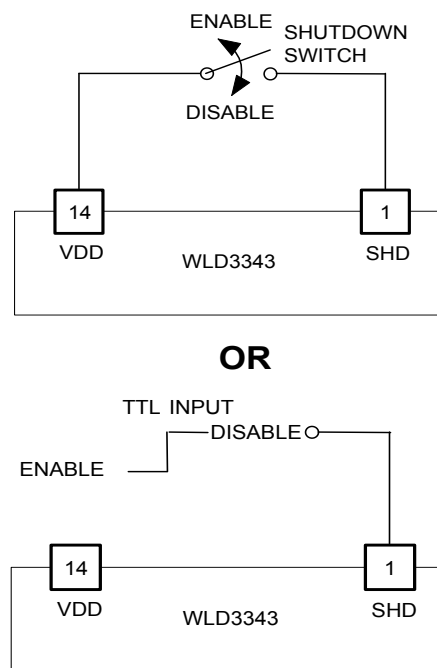 ENABLE
SHUTDOWN
SWITCH
DISABLE
14
1
VDD
WLD3343
SHD
OR
TTL INPUT
DISABLE
ENABLE
14
1
VDD
WLD3343
SHD